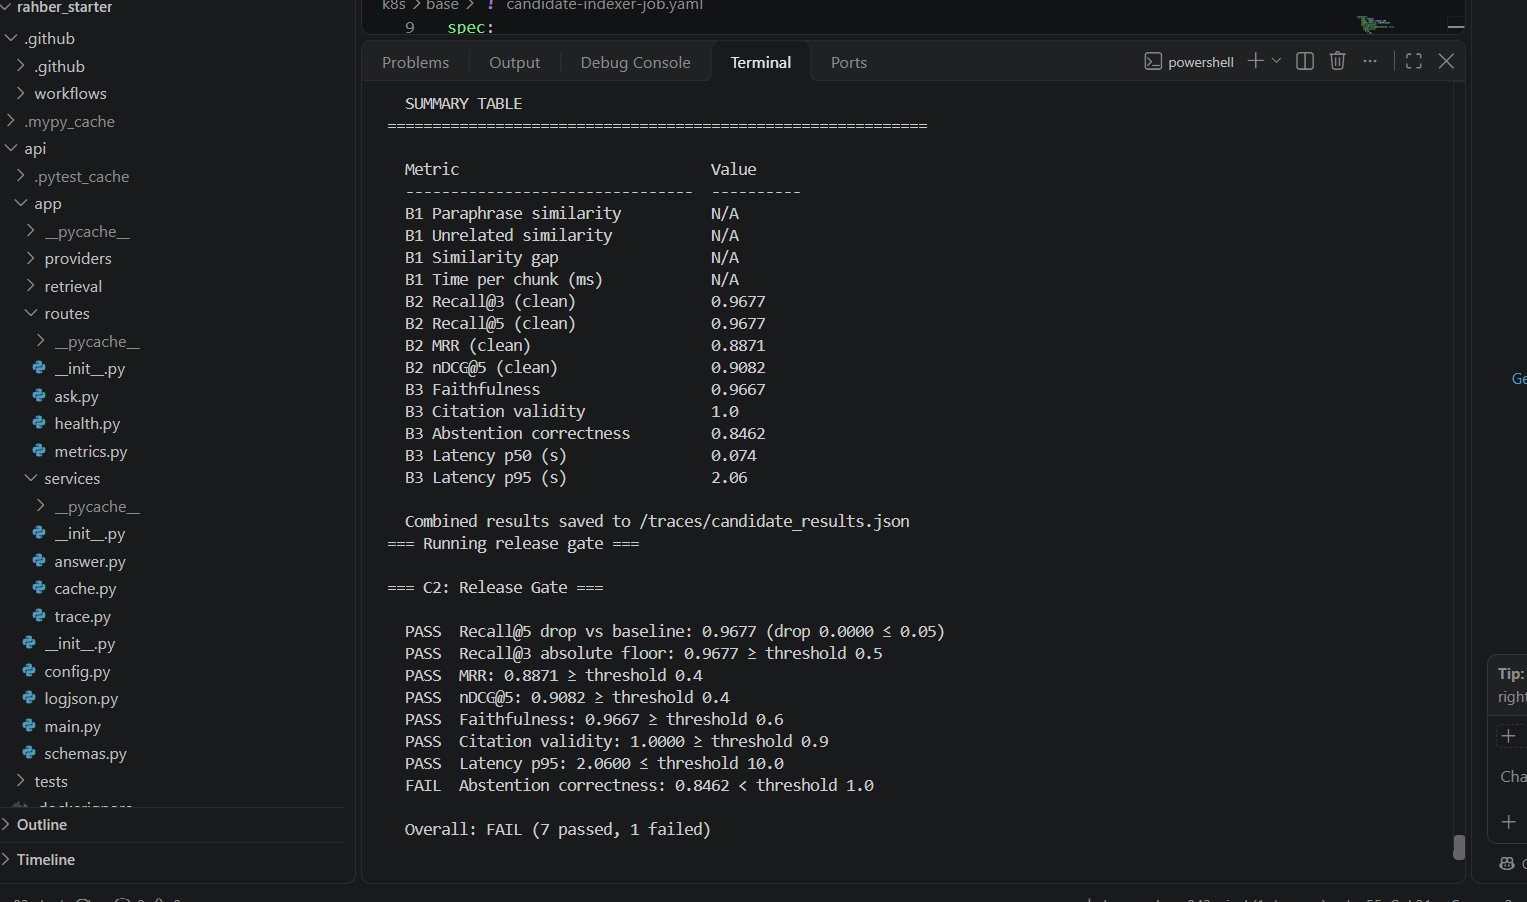 rahber_starter
.github
.github
workflows
.mypy_cache
api
.pytest_cache
app
__pycache__
providers
retrieval
routes
__pycache__
__init__.py
ask.py
health.py
metrics.py
services
__pycache__
__init__.py
answer.py
cache.py
trace.py
__init__.py
config.py
logjson.py
main.py
schemas.py
tests
.dockerignore
Outline
Timeline
k8s > base > ! candidate-indexer-job.yaml
9 spec:
Problems Output Debug Console Terminal Ports
powershell
SUMMARY TABLE
============================================================
Metric Value
-------------------------------- ----------
B1 Paraphrase similarity N/A
B1 Unrelated similarity N/A
B1 Similarity gap N/A
B1 Time per chunk (ms) N/A
B2 Recall@3 (clean) 0.9677
B2 Recall@5 (clean) 0.9677
B2 MRR (clean) 0.8871
B2 nDCG@5 (clean) 0.9082
B3 Faithfulness 0.9667
B3 Citation validity 1.0
B3 Abstention correctness 0.8462
B3 Latency p50 (s) 0.074
B3 Latency p95 (s) 2.06
Combined results saved to /traces/candidate_results.json
=== Running release gate ===
=== C2: Release Gate ===
PASS Recall@5 drop vs baseline: 0.9677 (drop 0.0000 ≤ 0.05)
PASS Recall@3 absolute floor: 0.9677 ≥ threshold 0.5
PASS MRR: 0.8871 ≥ threshold 0.4
PASS nDCG@5: 0.9082 ≥ threshold 0.4
PASS Faithfulness: 0.9667 ≥ threshold 0.6
PASS Citation validity: 1.0000 ≥ threshold 0.9
PASS Latency p95: 2.0600 ≤ threshold 10.0
FAIL Abstention correctness: 0.8462 < threshold 1.0
Overall: FAIL (7 passed, 1 failed)
Ge
Tip:
right
Cha